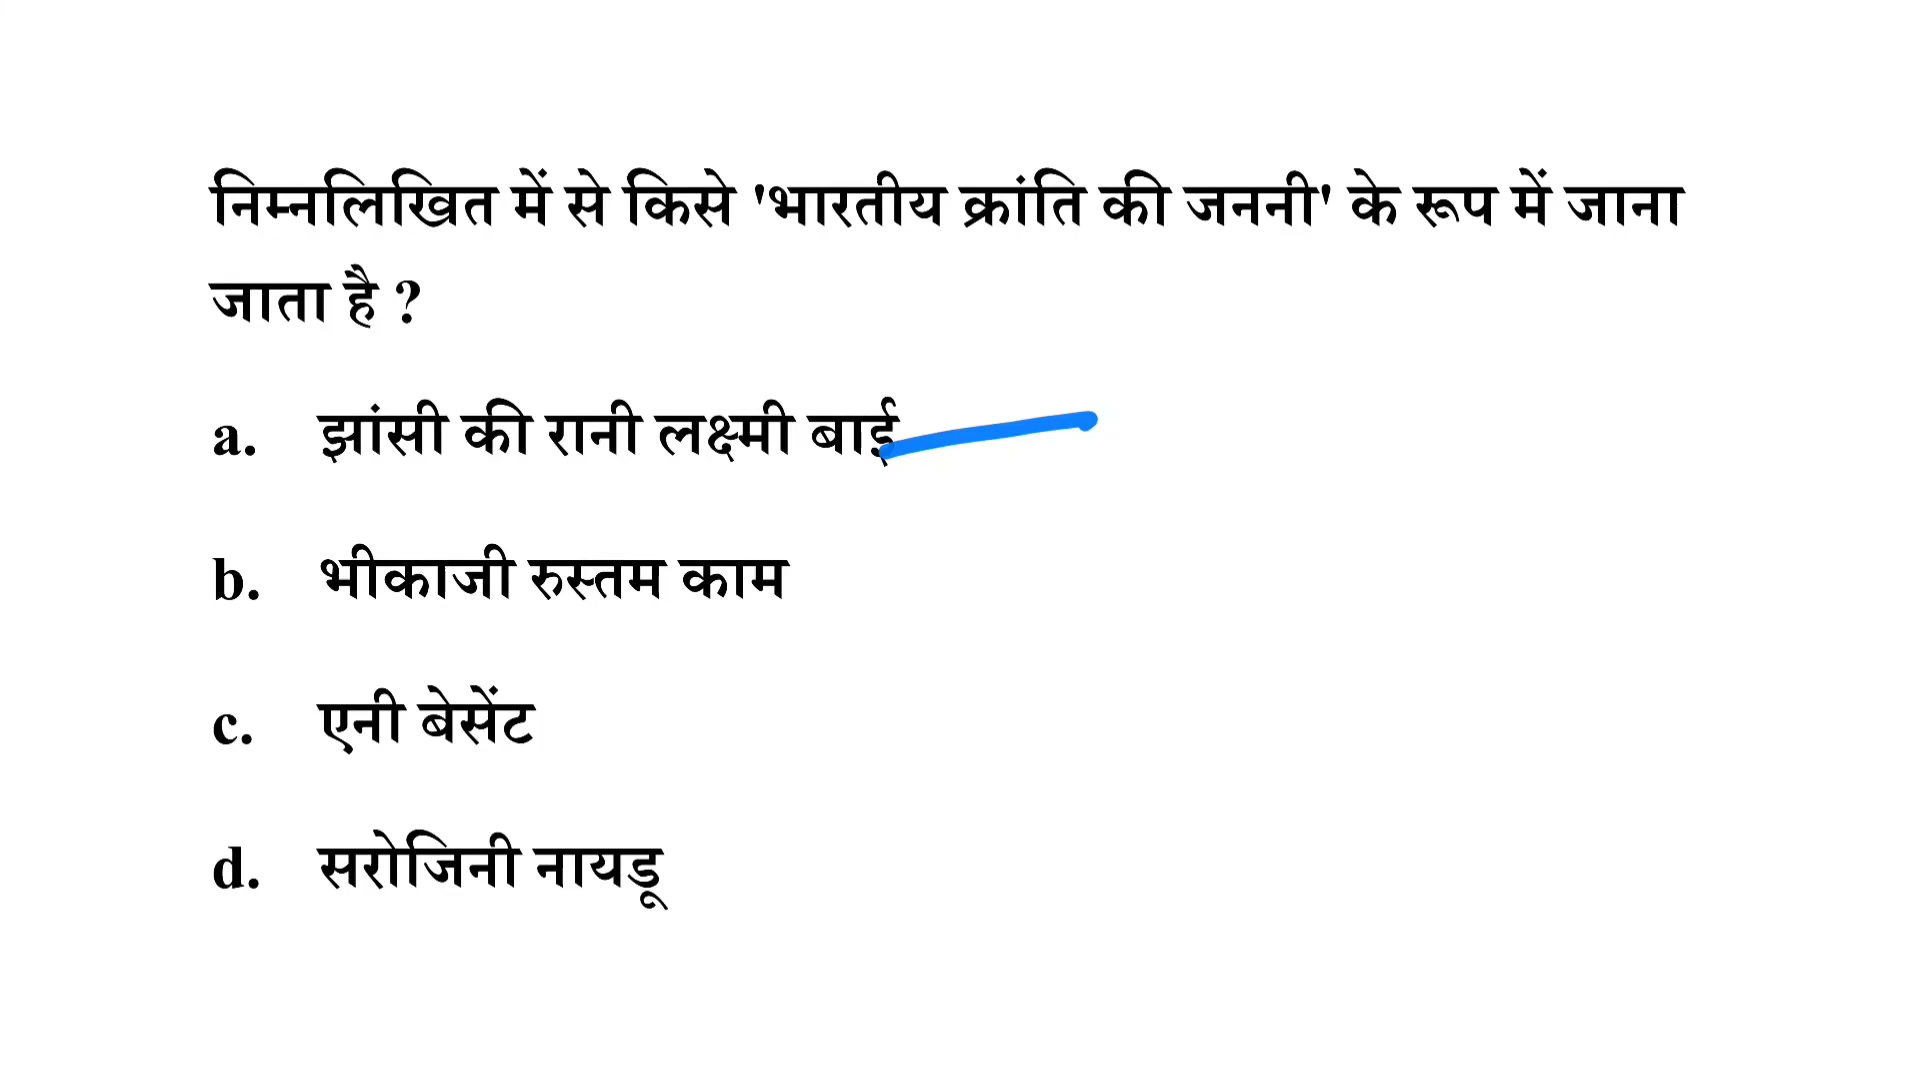 निम्नलिखित में से किसे 'भारतीय क्रांति की जननी' के रूप में जाना
जाता है ?
a. झांसी की रानी लक्ष्मी बाई
b. भीकाजी रुस्तम काम
c. एनी बेसेंट
d. सरोजिनी नायडू